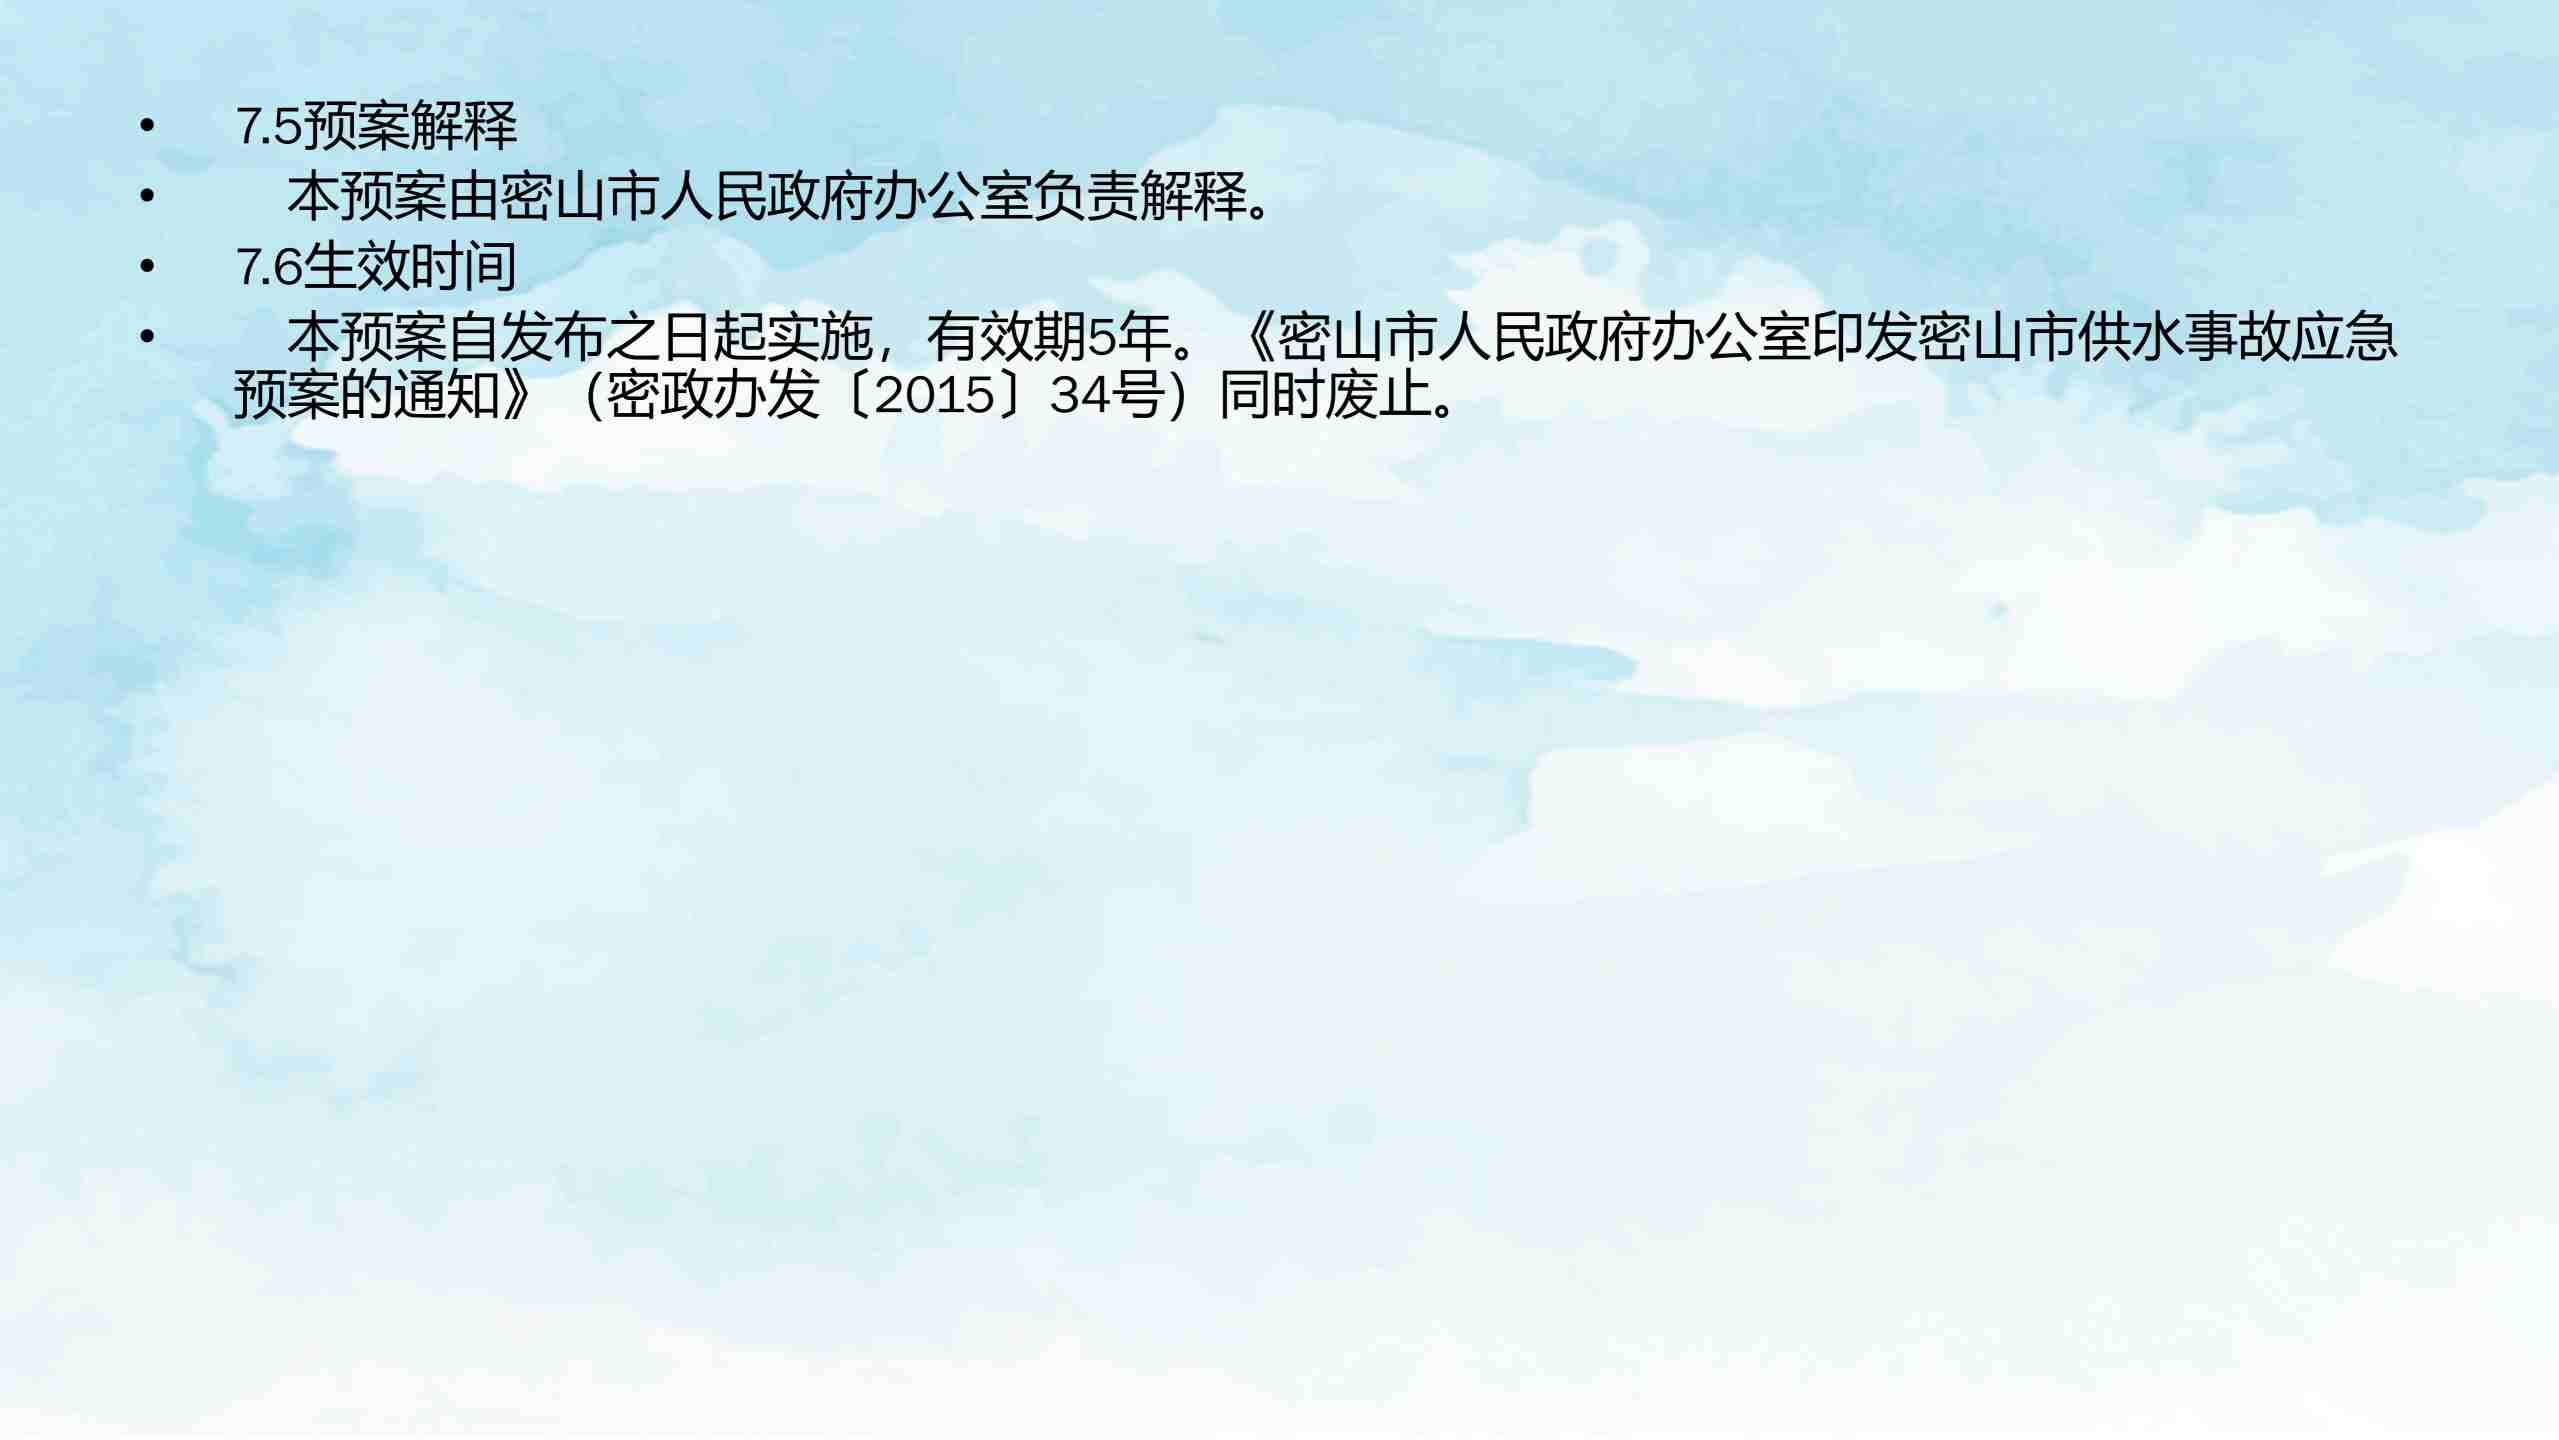 • 7.5预案解释
• 本预案由密山市人民政府办公室负责解释。
• 7.6生效时间
• 本预案自发布之日起实施，有效期5年。《密山市人民政府办公室印发密山市供水事故应急
预案的通知》（密政办发〔2015〕34号）同时废止。